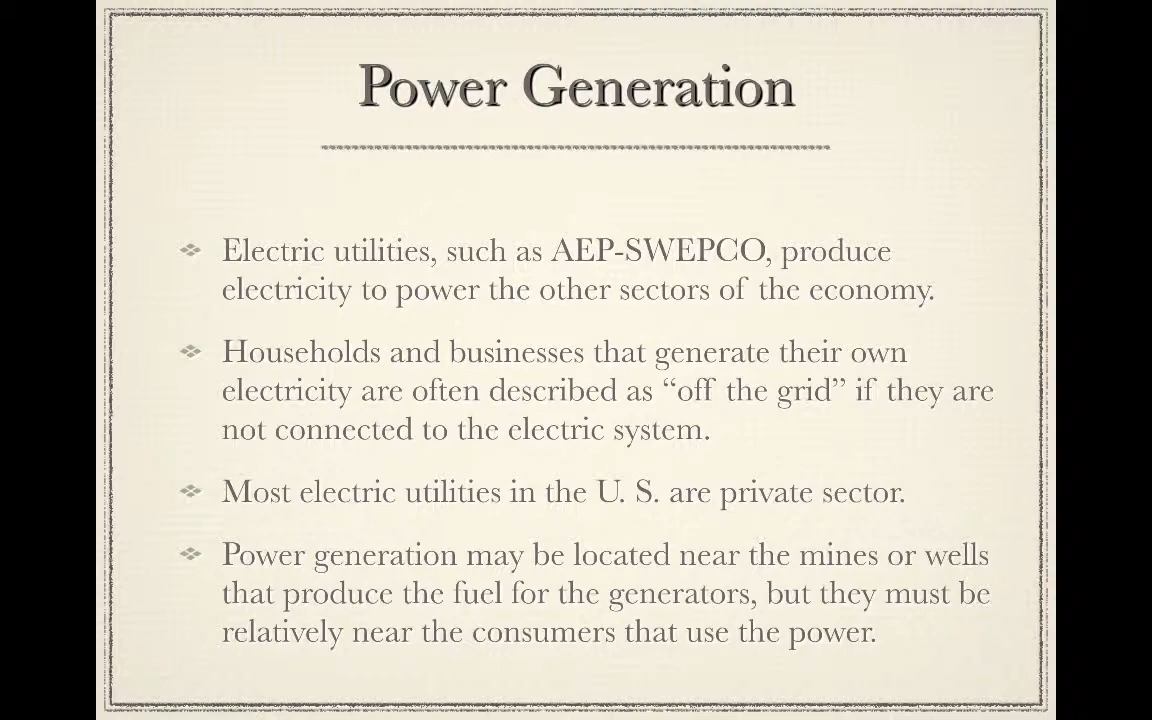 Power Generation
Electric utilities, such as AEP-SWEPCO, produce
electricity to power the other sectors of the economy.
Households and businesses that generate their own
electricity are often described as “off the grid” if they are
not connected to the electric system.
Most electric utilities in the U. S. are private sector.
Power generation may be located near the mines or wells
that produce the fuel for the generators, but they must be
relatively near the consumers that use the power.